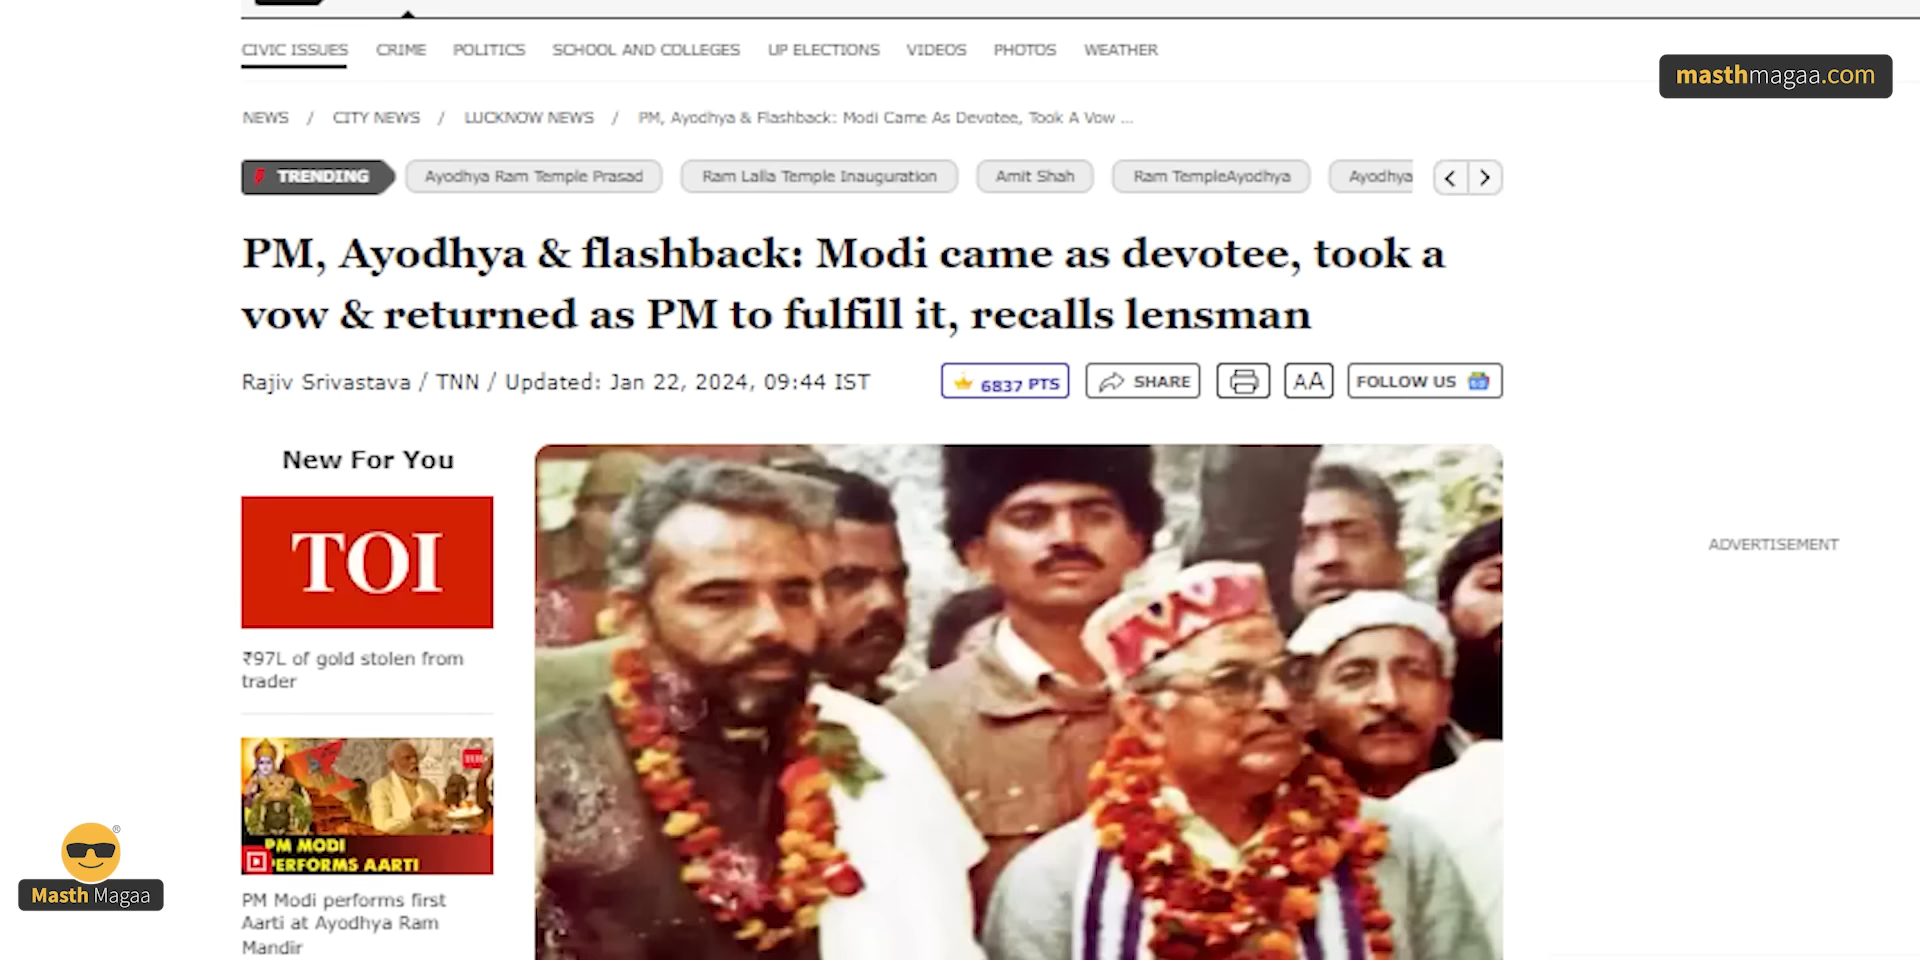 CIVIC ISSUES CRIME POLITICS SCHOOL AND COLLEGES UP ELECTIONS VIDEOS PHOTOS WEATHER
masthmagaa.com
NEWS / CITY NEWS / LUCKNOW NEWS / PM, Ayodhya & Flashback: Modi Came As Devotee, Took A Vow ...
TRENDING Ayodhya Ram Temple Prasad Ram Lalla Temple Inauguration Amit Shah Ram TempleAyodhya Ayodhya
PM, Ayodhya & flashback: Modi came as devotee, took a
vow & returned as PM to fulfill it, recalls lensman
Rajiv Srivastava / TNN / Updated: Jan 22, 2024, 09:44 IST
6837 PTS SHARE AA FOLLOW US
New For You
TOI
₹97L of gold stolen from
trader
PM MODI
PERFORMS AARTI
PM Modi performs first
Aarti at Ayodhya Ram
Mandir
ADVERTISEMENT
®
Masth Magaa